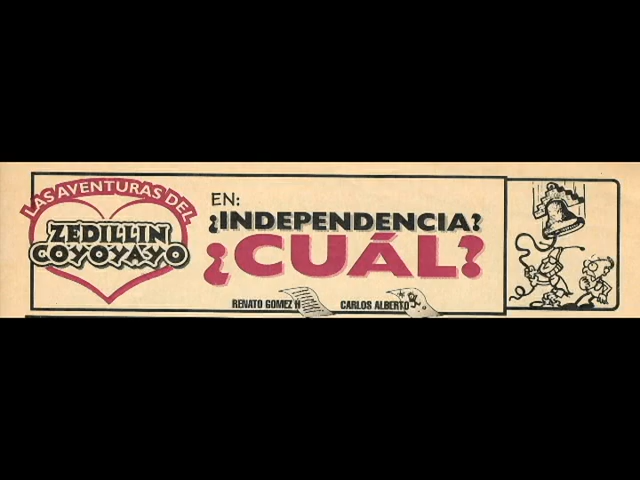 LAS AVENTURAS DEL
ZEDILLIN
COYOYAYO
EN:
¿INDEPENDENCIA?
¿CUÁL?
RENATO GOMEZ H
CARLOS ALBERTO